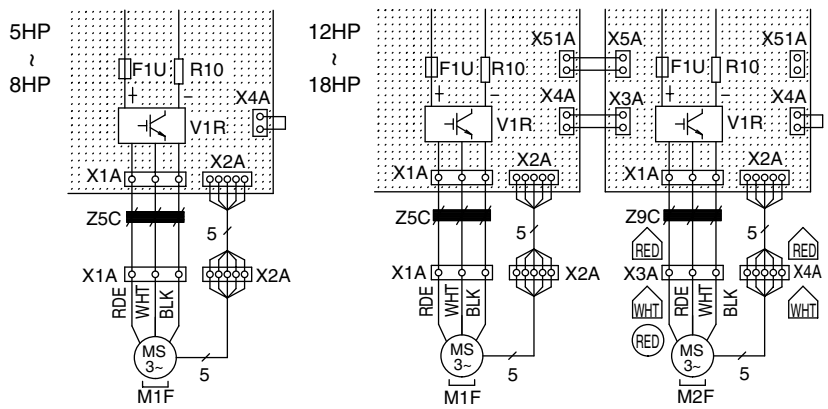 5HP
~
8HP
F1U
R10
+
−
X4A
V1R
X1A
X2A
Z5C
5
X1A
X2A
RDE
WHT
BLK
MS
3~
5
M1F
12HP
~
18HP
F1U
R10
X51A
X5A
+
−
X4A
X3A
V1R
X1A
X2A
Z5C
5
X1A
X2A
RDE
WHT
BLK
MS
3~
5
M1F
F1U
R10
X51A
+
−
X4A
V1R
X1A
X2A
Z9C
5
RED
RED
X3A
X4A
WHT
RED
RDE
WHT
BLK
WHT
MS
3~
5
M2F